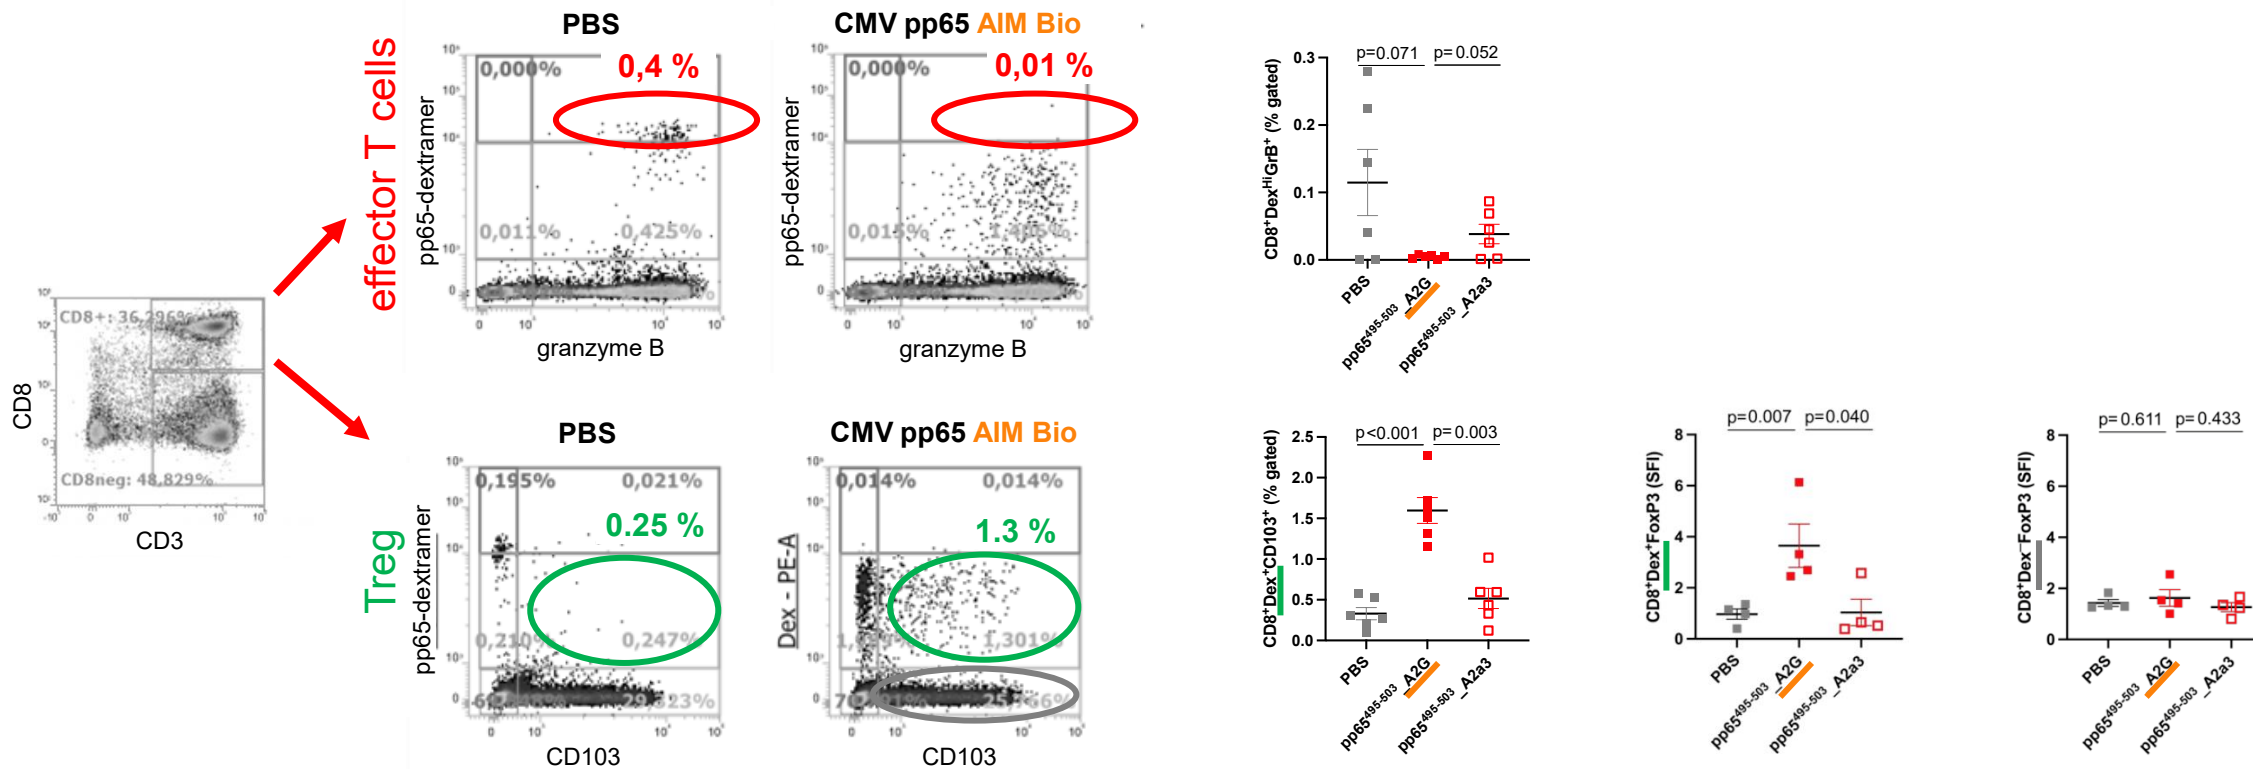 PBS
CMV pp65 AIM Bio
effector T cells
pp65-dextramer
0,000%
0,4 %
0,011%
0,425%
granzyme B
pp65-dextramer
0,000%
0,01 %
0,015%
granzyme B
CD8+: 36,296%
CD8neg: 48,829%
CD8
CD3
CD8⁺Dex^HiGrB⁺ (% gated)
p=0.071
p=0.052
0.3
0.2
0.1
0.0
PBS
pp65⁴⁹⁵⁻⁵⁰³_A2G
pp65⁴⁹⁵⁻⁵⁰³_A2a3
PBS
CMV pp65 AIM Bio
Treg
pp65-dextramer
0,195%
0,021%
0.25 %
0,210%
0,247%
CD103
Dex - PE-A
0,014%
0,014%
1.3 %
1,301%
CD103
CD8⁺Dex⁺CD103⁺ (% gated)
p<0.001
p=0.003
2.5
2.0
1.5
1.0
0.5
0.0
PBS
pp65⁴⁹⁵⁻⁵⁰³_A2G
pp65⁴⁹⁵⁻⁵⁰³_A2a3
CD8⁺Dex⁺FoxP3 (SFI)
p=0.007
p=0.040
8
6
4
2
0
PBS
pp65⁴⁹⁵⁻⁵⁰³_A2G
pp65⁴⁹⁵⁻⁵⁰³_A2a3
CD8⁺Dex⁻FoxP3 (SFI)
p=0.611
p=0.433
8
6
4
2
0
PBS
pp65⁴⁹⁵⁻⁵⁰³_A2G
pp65⁴⁹⁵⁻⁵⁰³_A2a3